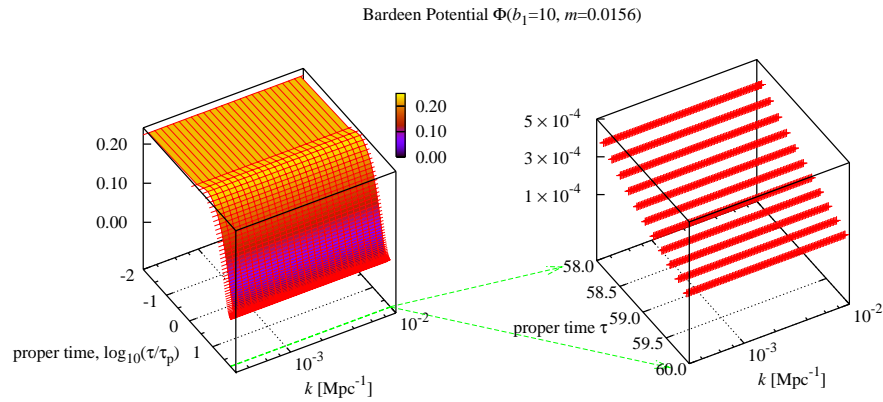 Bardeen Potential Φ(b₁=10, m=0.0156)
0.20
0.10
0.00
-2
-1
0
1
proper time, log₁₀(τ/τₚ)
10⁻³
10⁻²
k [Mpc⁻¹]
0.20
0.10
0.00
5 × 10⁻⁴
3 × 10⁻⁴
1 × 10⁻⁴
58.0
58.5
59.0
59.5
60.0
proper time τ
10⁻³
10⁻²
k [Mpc⁻¹]